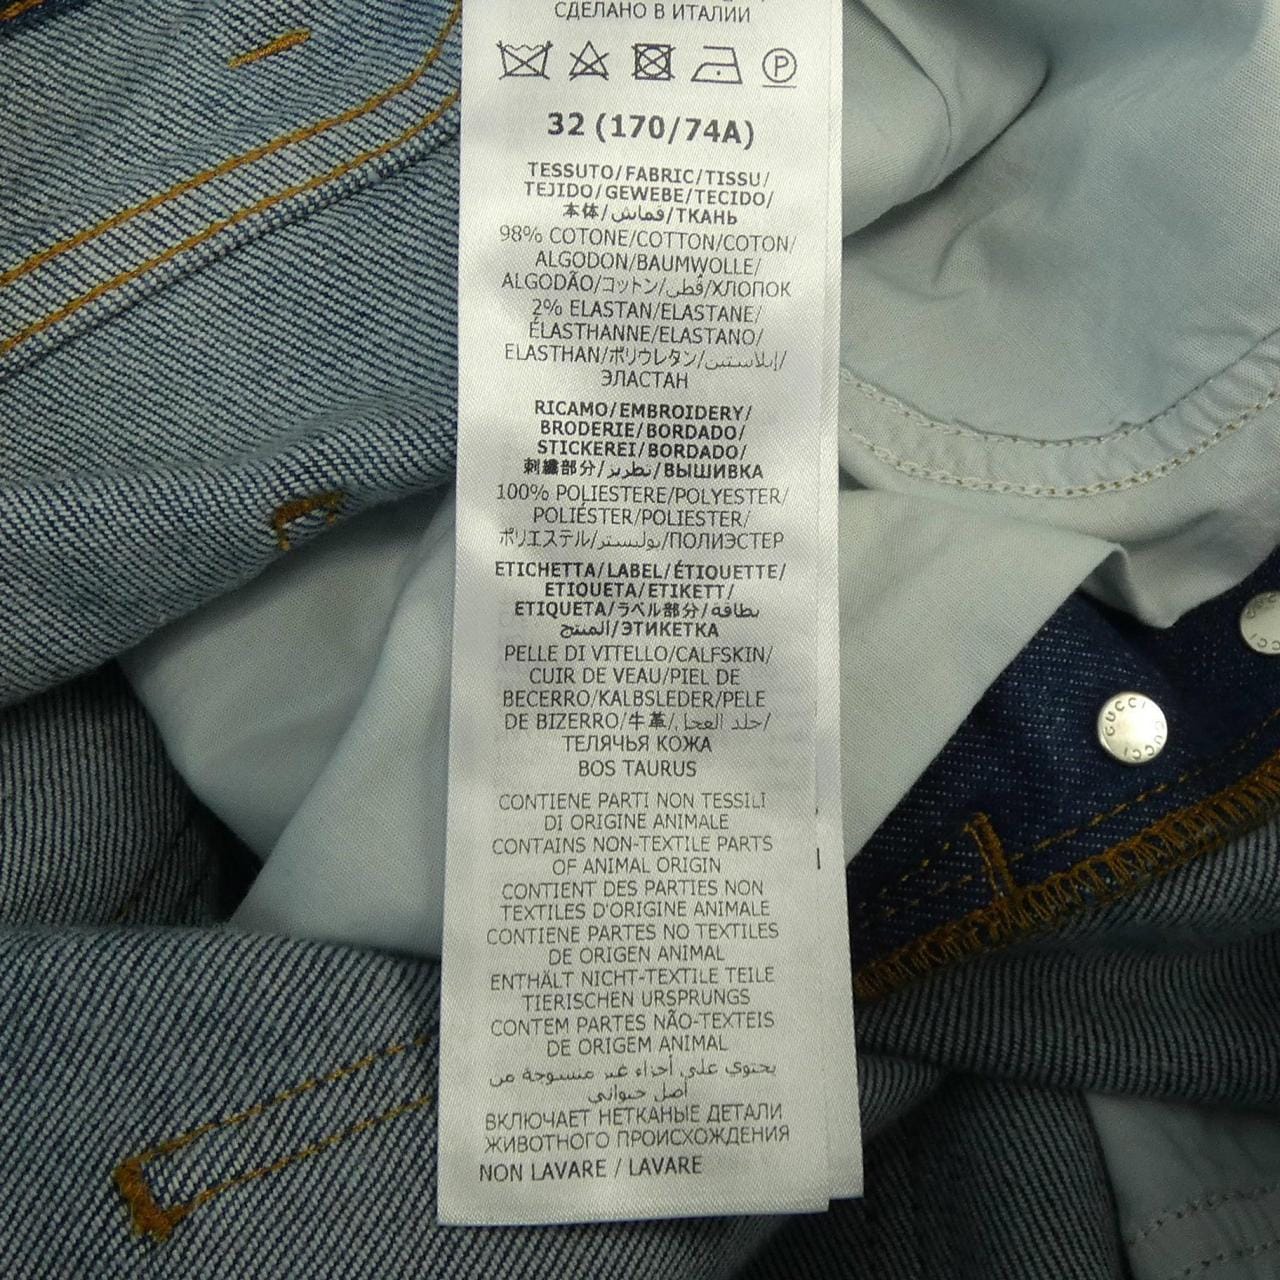 СДЕЛАНО В ИТАЛИИ
P
32 (170/74A)
TESSUTO/FABRIC/TISSU/
TEJIDO/GEWEBE/TECIDO/
本体/قماش/ТКАНЬ
98% COTONE/COTTON/COTON/
ALGODON/BAUMWOLLE/
ALGODÃO/コットン/قطن/ХЛОПОК
2% ELASTAN/ELASTANE/
ÉLASTHANNE/ELASTANO/
ELASTHAN/ポリウレタン/إيلاستين/
ЭЛАСТАН
RICAMO/EMBROIDERY/
BRODERIE/BORDADO/
STICKEREI/BORDADO/
刺繍部分/تطريز/ВЫШИВКА
100% POLIESTERE/POLYESTER/
POLIÉSTER/POLIESTER/
ポリエステル/بوليستر/ПОЛИЭСТЕР
ETICHETTA/LABEL/ÉTIQUETTE/
ETIQUETA/ETIKETT/
ETIQUETA/ラベル部分/بطاقة
المنتج/ЭТИКЕТКА
PELLE DI VITELLO/CALFSKIN/
CUIR DE VEAU/PIEL DE
BECERRO/KALBSLEDER/PELE
DE BIZERRO/牛革/جلد العجل/
ТЕЛЯЧЬЯ КОЖА
BOS TAURUS
CONTIENE PARTI NON TESSILI
DI ORIGINE ANIMALE
CONTAINS NON-TEXTILE PARTS
OF ANIMAL ORIGIN
CONTIENT DES PARTIES NON
TEXTILES D'ORIGINE ANIMALE
CONTIENE PARTES NO TEXTILES
DE ORIGEN ANIMAL
ENTHÄLT NICHT-TEXTILE TEILE
TIERISCHEN URSPRUNGS
CONTEM PARTES NÃO-TEXTEIS
DE ORIGEM ANIMAL
يحتوي على أجزاء غير منسوجة من
أصل حيواني
ВКЛЮЧАЕТ НЕТКАНЫЕ ДЕТАЛИ
ЖИВОТНОГО ПРОИСХОЖДЕНИЯ
NON LAVARE / LAVARE
GUCCI
GUCCI